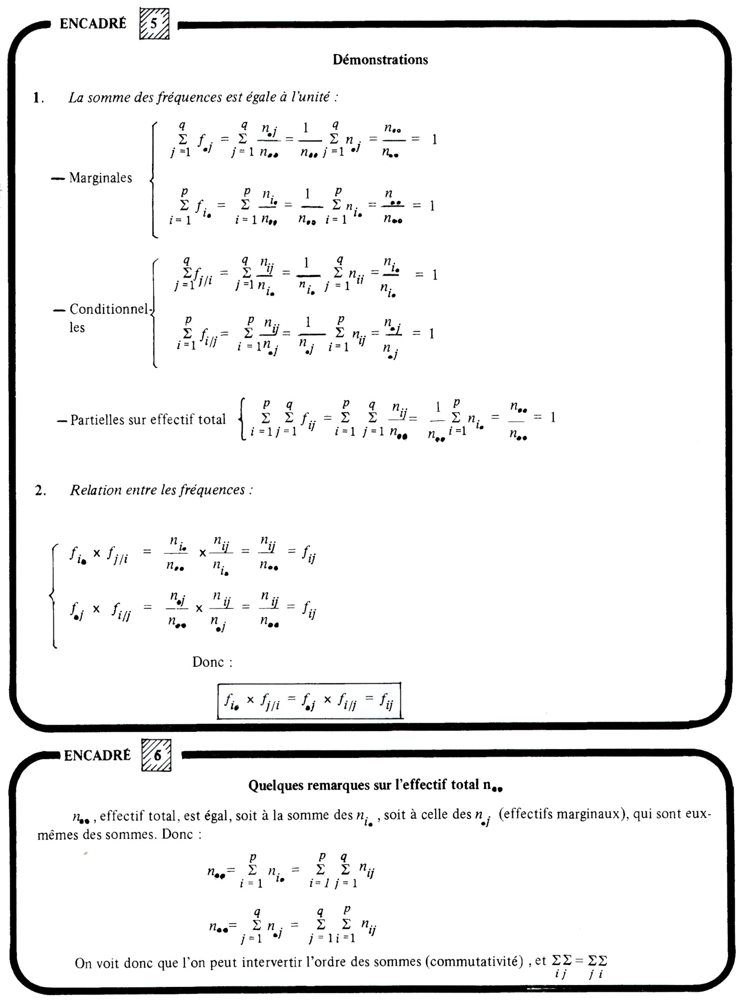 ENCADRÉ 5
Démonstrations
1. La somme des fréquences est égale à l'unité :
— Marginales
$\sum_{j=1}^{q} f_{\bullet j} = \sum_{j=1}^{q} \frac{n_{\bullet j}}{n_{\bullet\bullet}} = \frac{1}{n_{\bullet\bullet}} \sum_{j=1}^{q} n_{\bullet j} = \frac{n_{\bullet\bullet}}{n_{\bullet\bullet}} = 1$
$\sum_{i=1}^{p} f_{i\bullet} = \sum_{i=1}^{p} \frac{n_{i\bullet}}{n_{\bullet\bullet}} = \frac{1}{n_{\bullet\bullet}} \sum_{i=1}^{p} n_{i\bullet} = \frac{n_{\bullet\bullet}}{n_{\bullet\bullet}} = 1$
— Conditionnel-
les
$\sum_{j=1}^{q} f_{j/i} = \sum_{j=1}^{q} \frac{n_{ij}}{n_{i\bullet}} = \frac{1}{n_{i\bullet}} \sum_{j=1}^{q} n_{ij} = \frac{n_{i\bullet}}{n_{i\bullet}} = 1$
$\sum_{i=1}^{p} f_{i/j} = \sum_{i=1}^{p} \frac{n_{ij}}{n_{\bullet j}} = \frac{1}{n_{\bullet j}} \sum_{i=1}^{p} n_{ij} = \frac{n_{\bullet j}}{n_{\bullet j}} = 1$
— Partielles sur effectif total $\sum_{i=1}^{p} \sum_{j=1}^{q} f_{ij} = \sum_{i=1}^{p} \sum_{j=1}^{q} \frac{n_{ij}}{n_{\bullet\bullet}} = \frac{1}{n_{\bullet\bullet}} \sum_{i=1}^{p} n_{i\bullet} = \frac{n_{\bullet\bullet}}{n_{\bullet\bullet}} = 1$
2. Relation entre les fréquences :
$f_{i\bullet} \times f_{j/i} = \frac{n_{i\bullet}}{n_{\bullet\bullet}} \times \frac{n_{ij}}{n_{i\bullet}} = \frac{n_{ij}}{n_{\bullet\bullet}} = f_{ij}$
$f_{\bullet j} \times f_{i/j} = \frac{n_{\bullet j}}{n_{\bullet\bullet}} \times \frac{n_{ij}}{n_{\bullet j}} = \frac{n_{ij}}{n_{\bullet\bullet}} = f_{ij}$
Donc :
$f_{i\bullet} \times f_{j/i} = f_{\bullet j} \times f_{i/j} = f_{ij}$
ENCADRÉ 6
Quelques remarques sur l'effectif total n••
n•• , effectif total, est égal, soit à la somme des $n_{i\bullet}$ , soit à celle des $n_{\bullet j}$ (effectifs marginaux), qui sont eux-
mêmes des sommes. Donc :
$n_{\bullet\bullet} = \sum_{i=1}^{p} n_{i\bullet} = \sum_{i=1}^{p} \sum_{j=1}^{q} n_{ij}$
$n_{\bullet\bullet} = \sum_{j=1}^{q} n_{\bullet j} = \sum_{j=1}^{q} \sum_{i=1}^{p} n_{ij}$
On voit donc que l'on peut intervertir l'ordre des sommes (commutativité) , et $\sum_{i}\sum_{j} = \sum_{j}\sum_{i}$